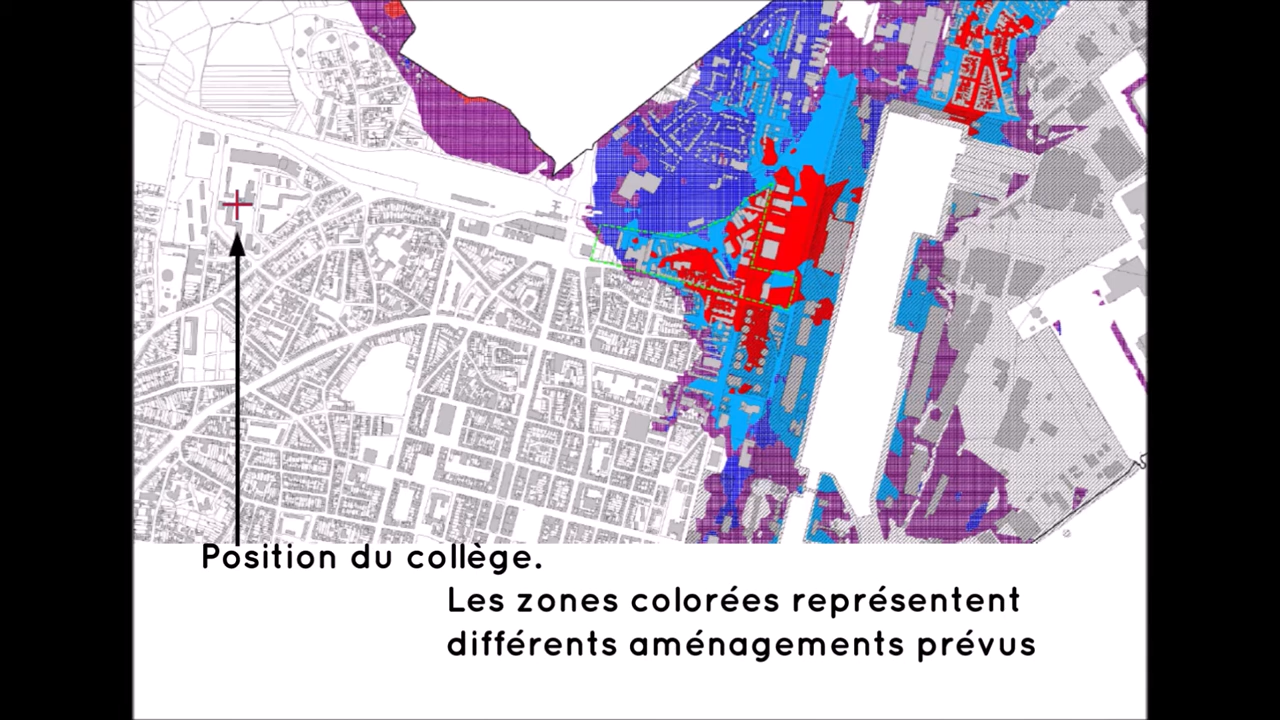 Position du collège.
Les zones colorées représentent
différents aménagements prévus